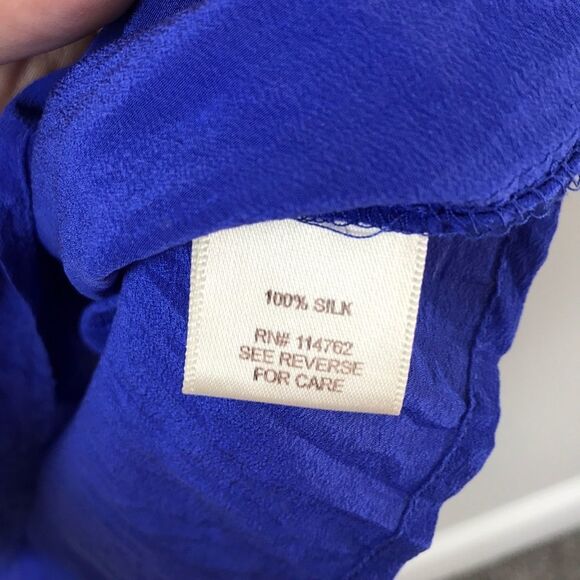 100% SILK
RN# 114762
SEE REVERSE
FOR CARE